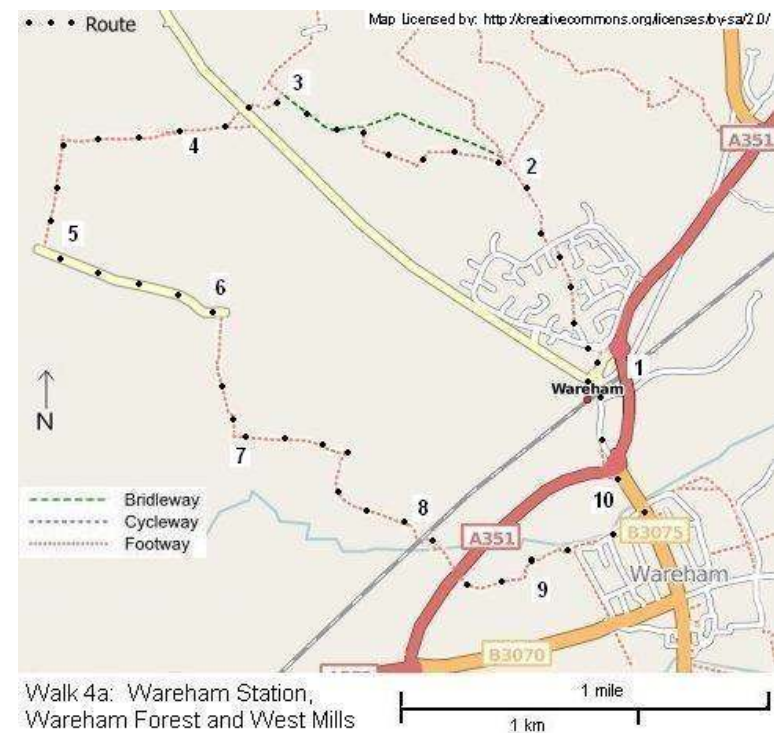 Route
Map Licensed by: http://creativecommons.org/licenses/by-sa/2.0/
3
A351
4
2
5
6
1
Wareham
N
7
Bridleway
Cycleway
Footway
8
10
A351
B3075
9
Wareham
B3070
Walk 4a: Wareham Station,
Wareham Forest and West Mills
1 mile
1 km